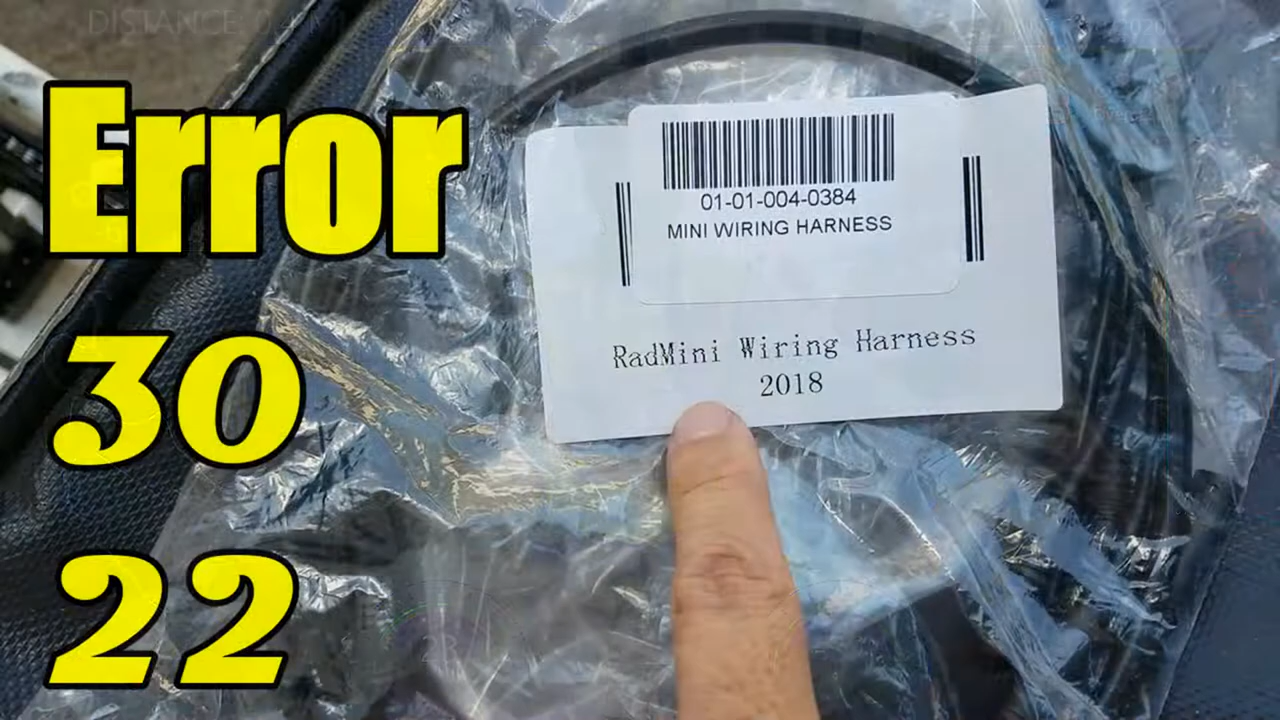 Error
30
22
01-01-004-0384
MINI WIRING HARNESS
RadMini Wiring Harness
2018